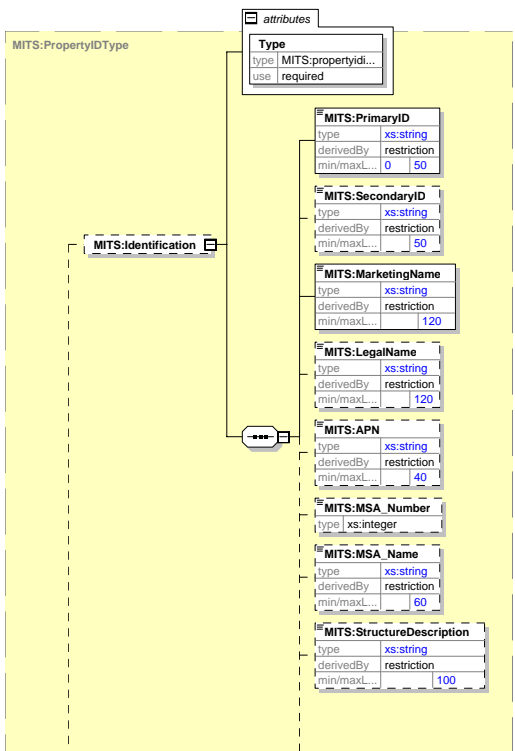 attributes
MITS:PropertyIDType
Type
type MITS:propertyidi...
use required
MITS:PrimaryID
type xs:string
derivedBy restriction
min/maxL... 0 50
MITS:SecondaryID
type xs:string
derivedBy restriction
min/maxL... 50
MITS:Identification
MITS:MarketingName
type xs:string
derivedBy restriction
min/maxL... 120
MITS:LegalName
type xs:string
derivedBy restriction
min/maxL... 120
MITS:APN
type xs:string
derivedBy restriction
min/maxL... 40
MITS:MSA_Number
type xs:integer
MITS:MSA_Name
type xs:string
derivedBy restriction
min/maxL... 60
MITS:StructureDescription
type xs:string
derivedBy restriction
min/maxL... 100